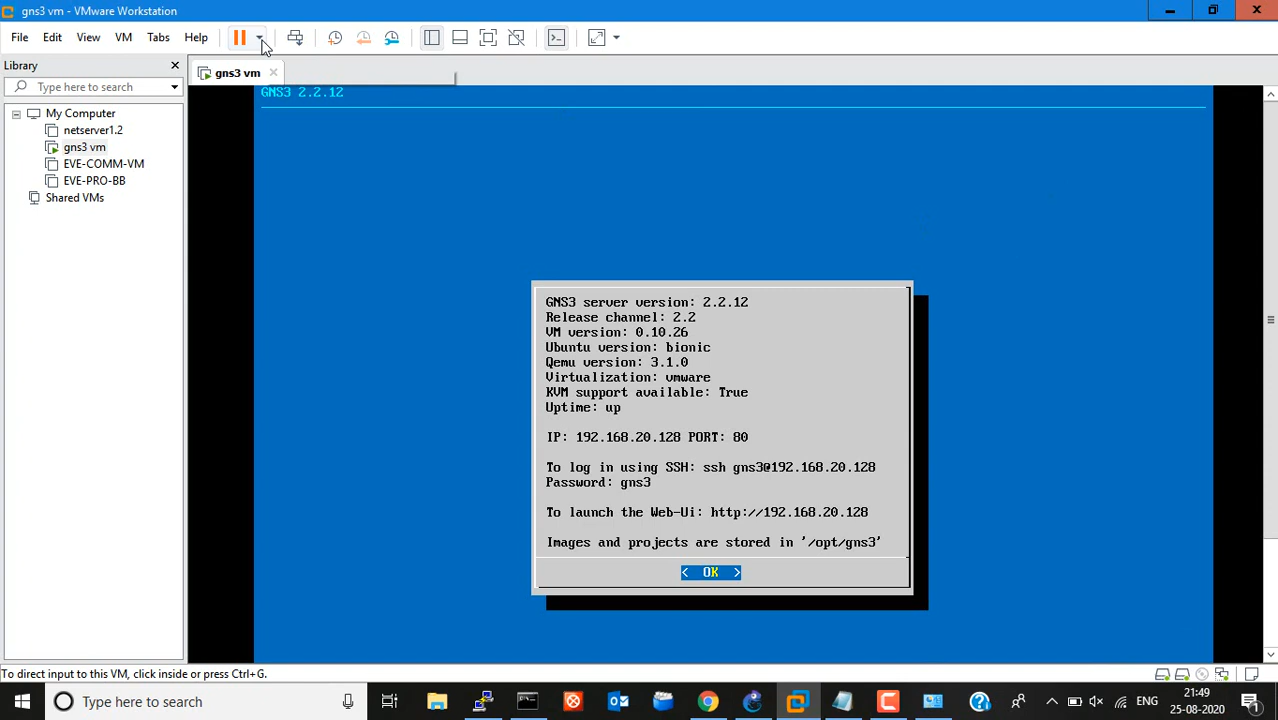 gns3 vm - VMware Workstation
File Edit View VM Tabs Help
Library
Type here to search
gns3 vm
My Computer
netserver1.2
gns3 vm
EVE-COMM-VM
EVE-PRO-BB
Shared VMs
GNS3 2.2.12
GNS3 server version: 2.2.12
Release channel: 2.2
VM version: 0.10.26
Ubuntu version: bionic
Qemu version: 3.1.0
Virtualization: vmware
KVM support available: True
Uptime: up
IP: 192.168.20.128 PORT: 80
To log in using SSH: ssh gns3@192.168.20.128
Password: gns3
To launch the Web-Ui: http://192.168.20.128
Images and projects are stored in '/opt/gns3'
< OK >
To direct input to this VM, click inside or press Ctrl+G.
Type here to search
ENG
21:49
25-08-2020
1